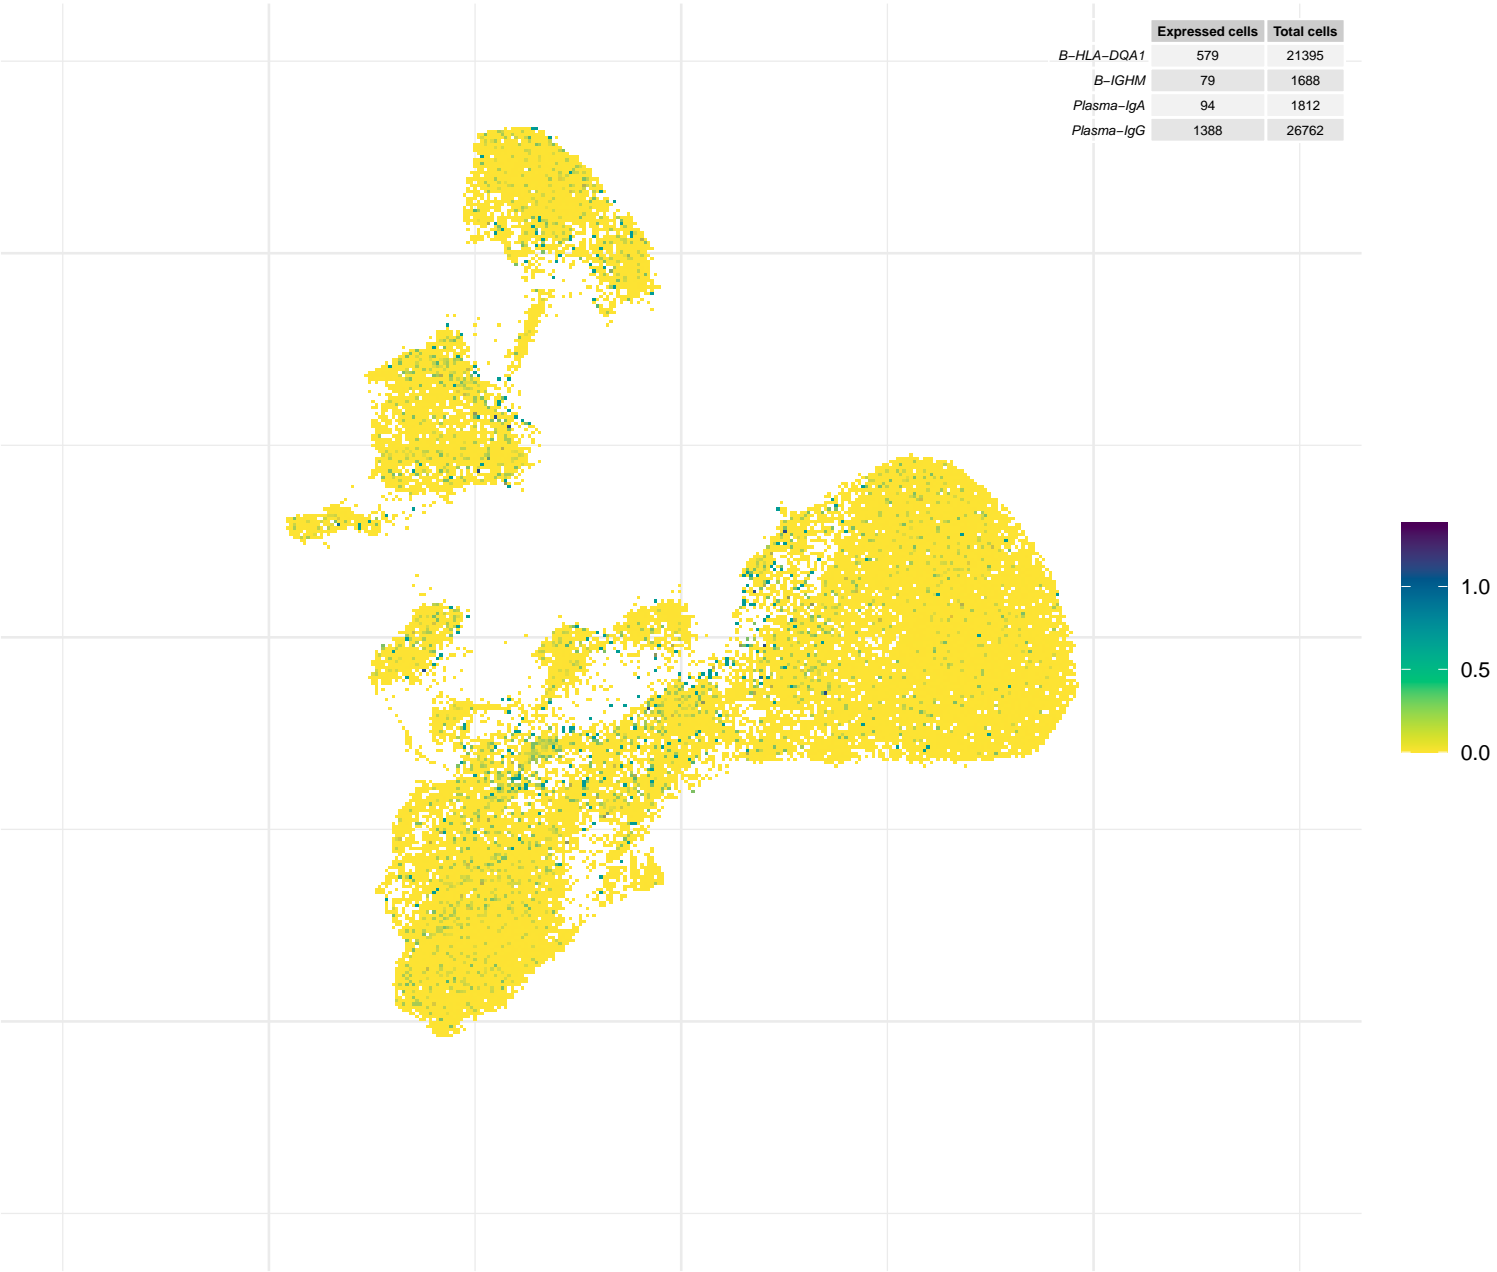 Expressed cells Total cells
B−HLA−DQA1 579 21395
B−IGHM 79 1688
Plasma−IgA 94 1812
Plasma−IgG 1388 26762
1.0
0.5
0.0